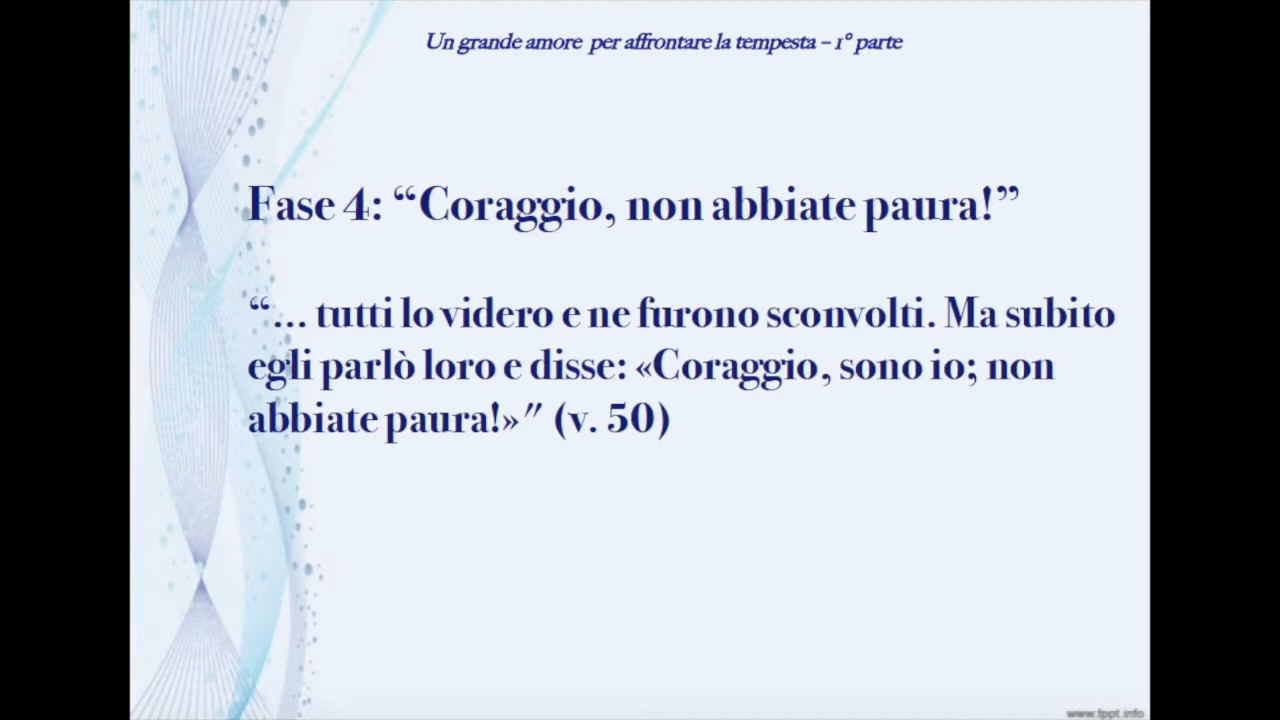 Un grande amore per affrontare la tempesta – 1° parte
Fase 4: “Coraggio, non abbiate paura!”
“… tutti lo videro e ne furono sconvolti. Ma subito
egli parlò loro e disse: «Coraggio, sono io; non
abbiate paura!»" (v. 50)
www.fppt.info